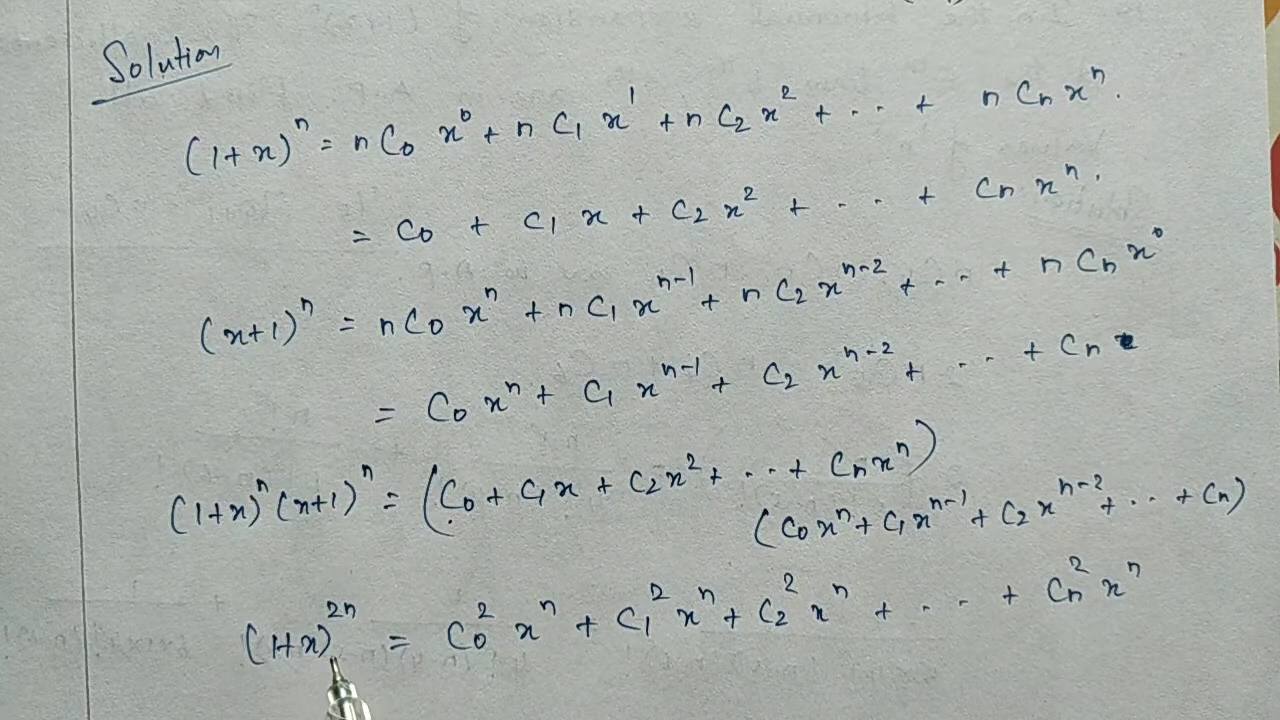 Solution
(1+x)^n = nC0 x^0 + nC1 x^1 + nC2 x^2 + ... + nCn x^n.
= C0 + C1 x + C2 x^2 + ... + Cn x^n.
(x+1)^n = nC0 x^n + nC1 x^n-1 + nC2 x^n-2 + ... + nCn x^0
= C0 x^n + C1 x^n-1 + C2 x^n-2 + ... + Cn
(1+x)^n (x+1)^n = (C0 + C1 x + C2 x^2 + ... + Cn x^n)
(C0 x^n + C1 x^n-1 + C2 x^n-2 + ... + Cn)
(1+x)^2n = C0^2 x^n + C1^2 x^n + C2^2 x^n + ... + Cn^2 x^n